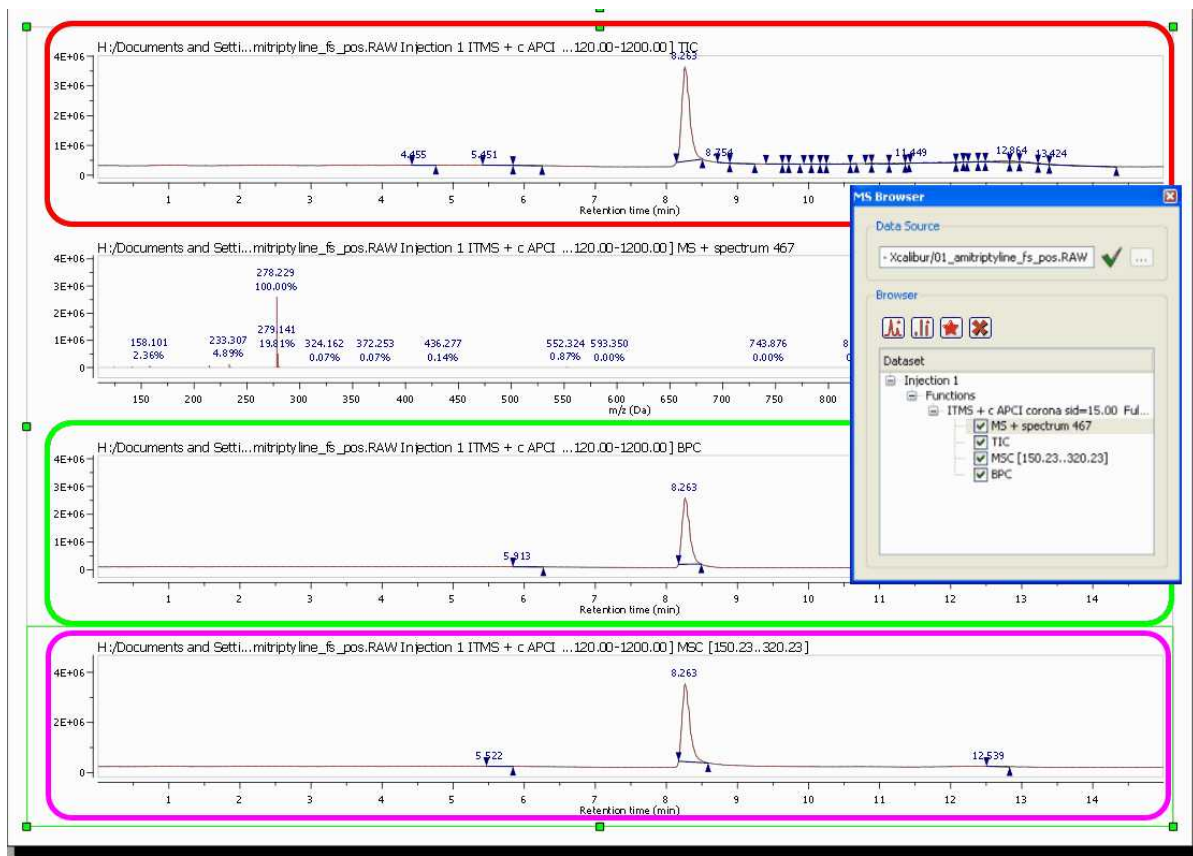 H:/Documents and Setti...mitriptyline_fs_pos.RAW Injection 1 ITMS + c APCI ...120.00-1200.00] TIC
4E+06
3E+06
2E+06
1E+06
0
4.455 5.451 8.263 8.754 11.449 12.864 13.424
1 2 3 4 5 6 7 8 9 10
Retention time (min)
H:/Documents and Setti...mitriptyline_fs_pos.RAW Injection 1 ITMS + c APCI ...120.00-1200.00] MS + spectrum 467
4E+06
3E+06
2E+06
1E+06
0
278.229
100.00%
158.101 233.307 279.141 324.162 372.253 436.277 552.324 593.350 743.876 8
2.36% 4.89% 19.81% 0.07% 0.07% 0.14% 0.87% 0.00% 0.00% 0
150 200 250 300 350 400 450 500 550 600 650 700 750 800
m/z (Da)
H:/Documents and Setti...mitriptyline_fs_pos.RAW Injection 1 ITMS + c APCI ...120.00-1200.00] BPC
4E+06
3E+06
2E+06
1E+06
0
5.913 8.263
1 2 3 4 5 6 7 8 9 10 11 12 13 14
Retention time (min)
H:/Documents and Setti...mitriptyline_fs_pos.RAW Injection 1 ITMS + c APCI ...120.00-1200.00] MSC [150.23..320.23]
4E+06
2E+06
0
5.522 8.263 12.539
1 2 3 4 5 6 7 8 9 10 11 12 13 14
Retention time (min)
MS Browser
Data Source
- Xcalibur/01_amitriptyline_fs_pos.RAW ...
Browser
Dataset
Injection 1
Functions
ITMS + c APCI corona sid=15.00 Ful...
MS + spectrum 467
TIC
MSC [150.23..320.23]
BPC